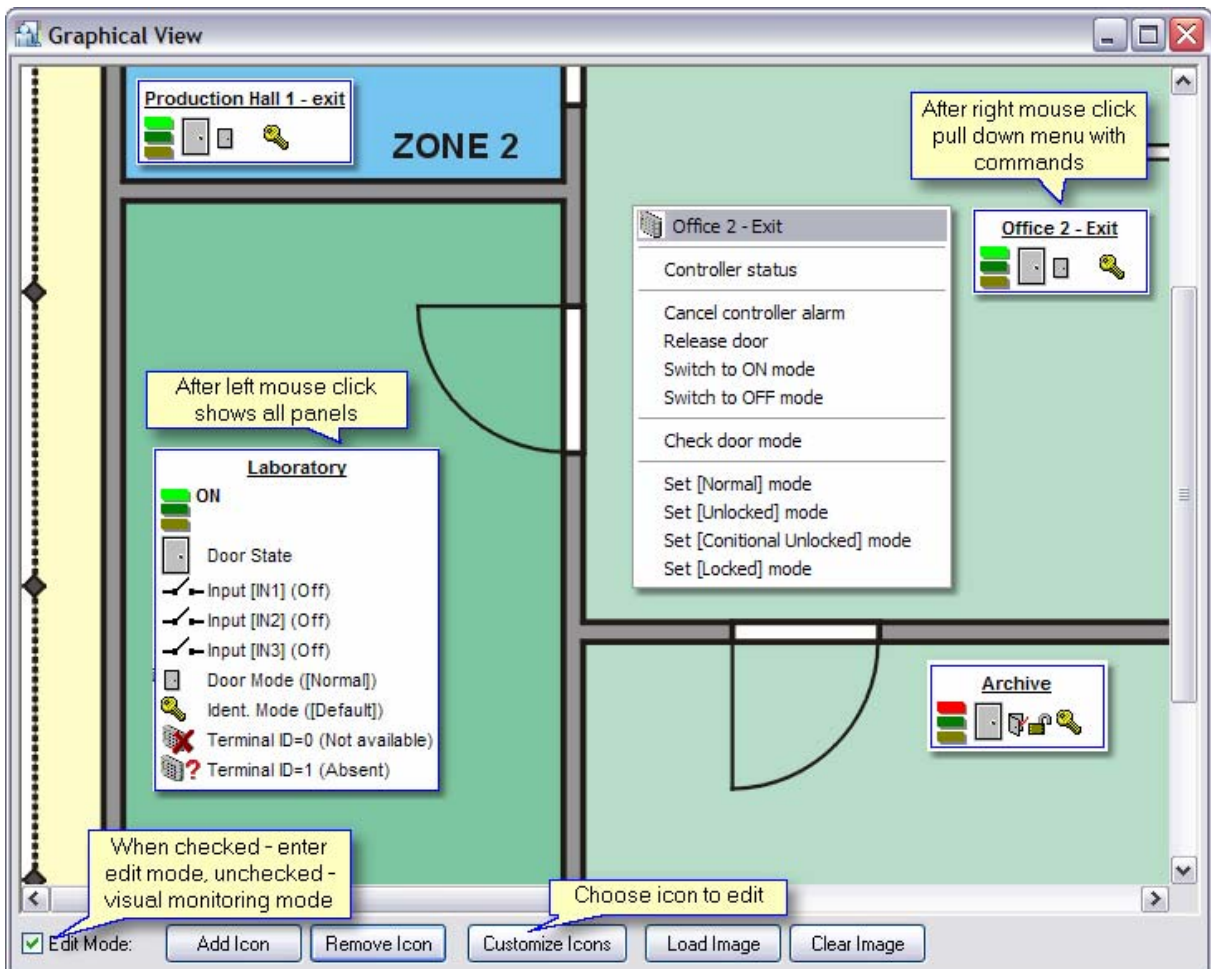 Graphical View
Production Hall 1 - exit
ZONE 2
After right mouse click
pull down menu with
commands
Office 2 - Exit
Office 2 - Exit
Controller status
Cancel controller alarm
Release door
Switch to ON mode
Switch to OFF mode
Check door mode
Set [Normal] mode
Set [Unlocked] mode
Set [Conitional Unlocked] mode
Set [Locked] mode
After left mouse click
shows all panels
Laboratory
ON
Door State
Input [IN1] (Off)
Input [IN2] (Off)
Input [IN3] (Off)
Door Mode ([Normal])
Ident. Mode ([Default])
Terminal ID=0 (Not available)
Terminal ID=1 (Absent)
Archive
When checked - enter
edit mode, unchecked -
visual monitoring mode
Choose icon to edit
Edit Mode:
Add Icon
Remove Icon
Customize Icons
Load Image
Clear Image